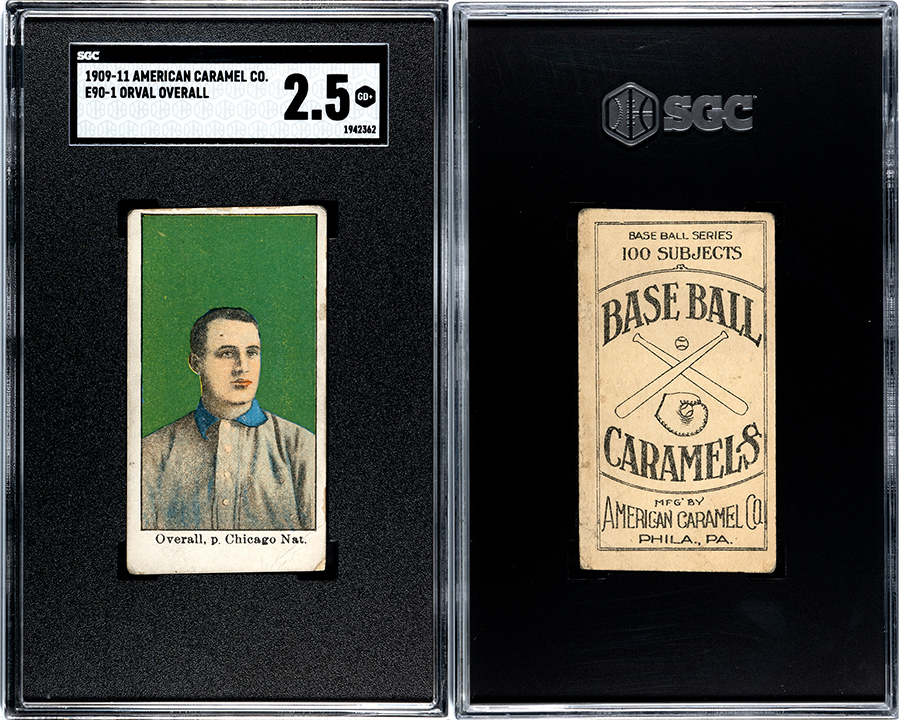 SGC
1909-11 AMERICAN CARAMEL CO.
E90-1 ORVAL OVERALL
2.5
GD+
1942362
Overall, p. Chicago Nat.
SGC
BASE BALL SERIES
100 SUBJECTS
BASE BALL
CARAMELS
MFG' BY
AMERICAN CARAMEL CO.
PHILA., PA.